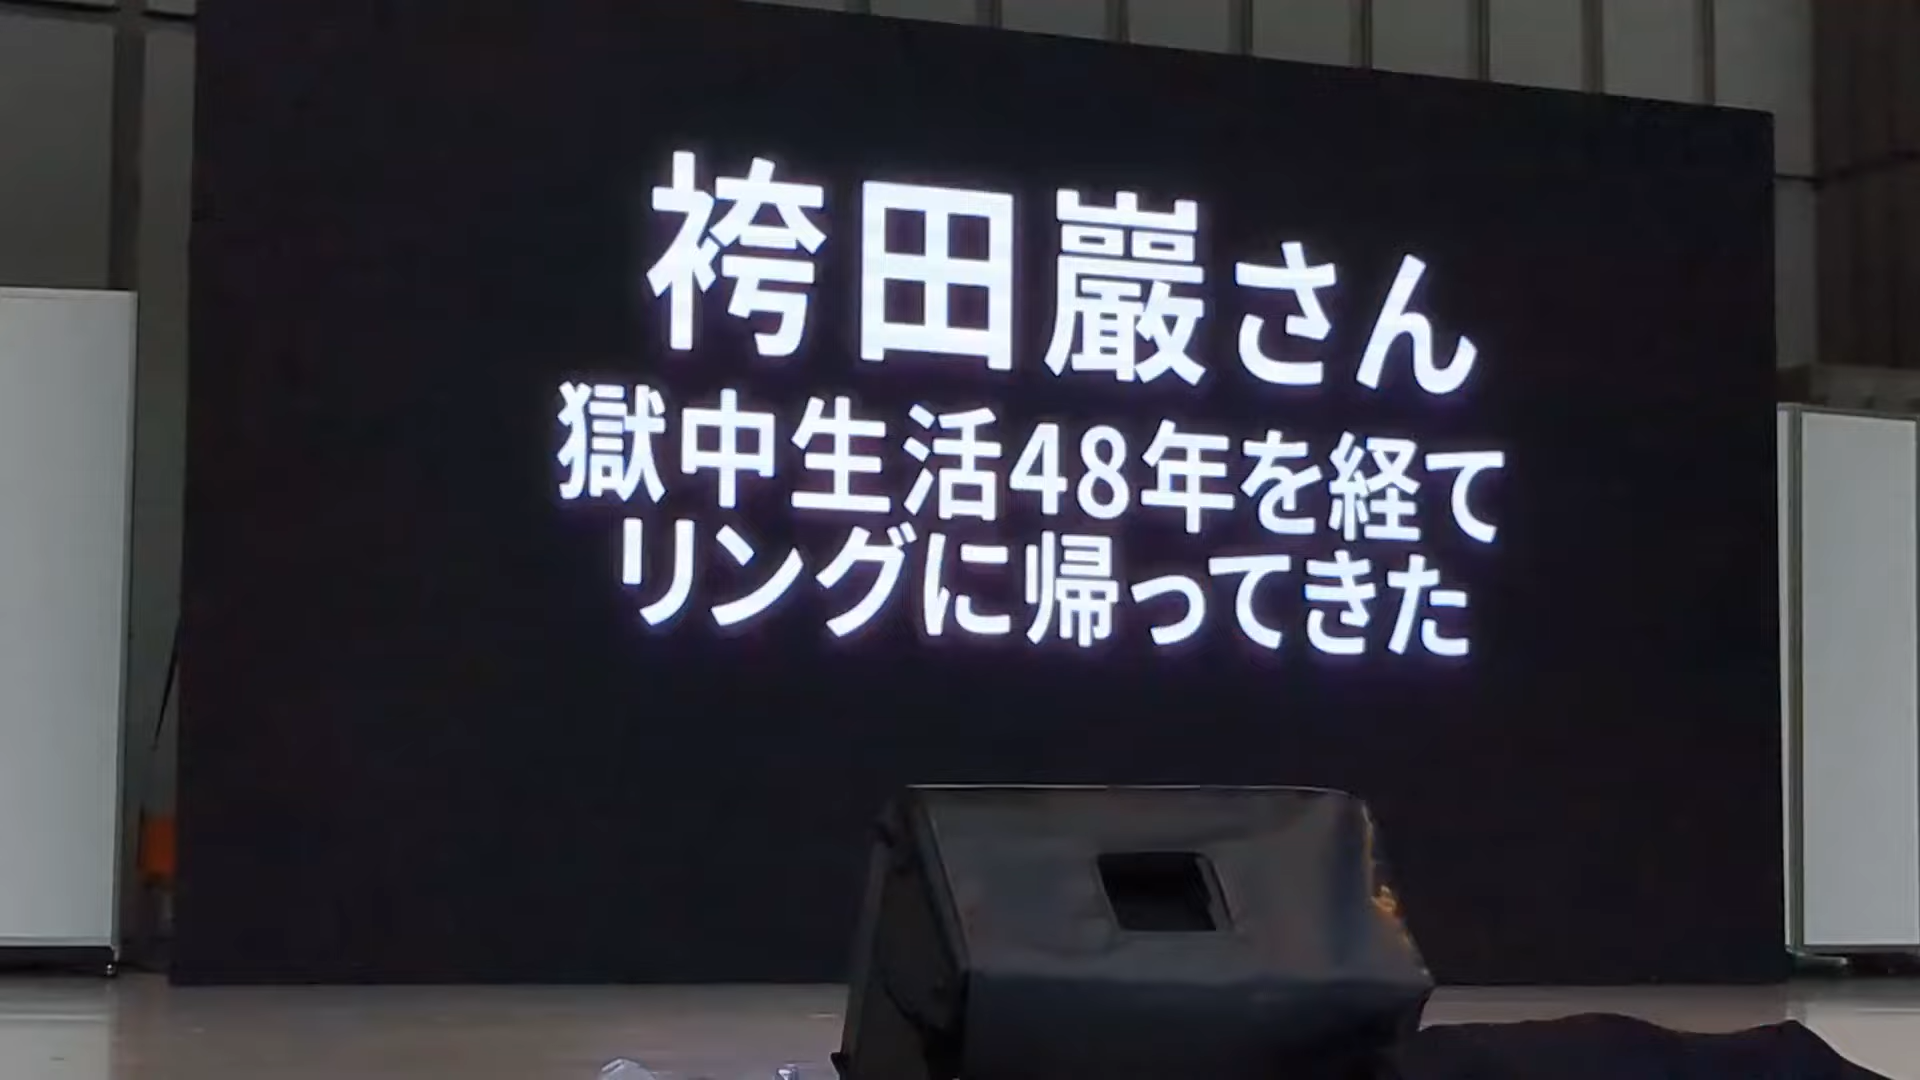 袴田巖さん
獄中生活48年を経て
リングに帰ってきた